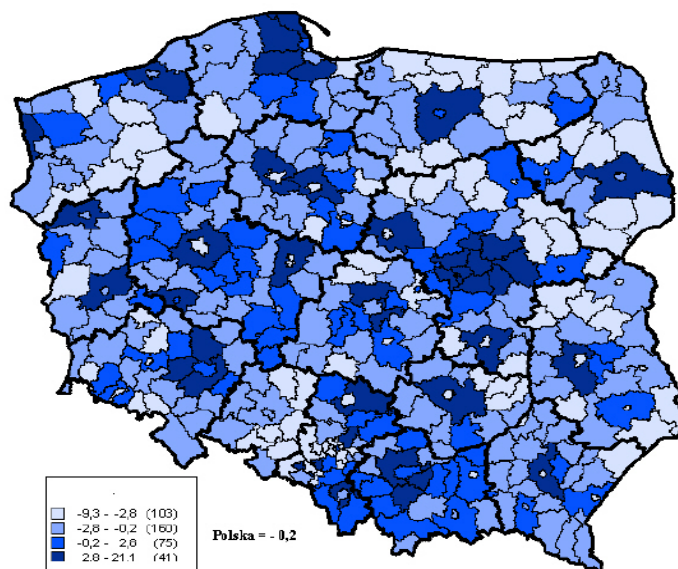 -9,3 - -2,8 (103)
-2,8 - -0,2 (160)
-0,2 - 2,8 (75)
2,8 - 21,1 (41)
Polska = - 0,2